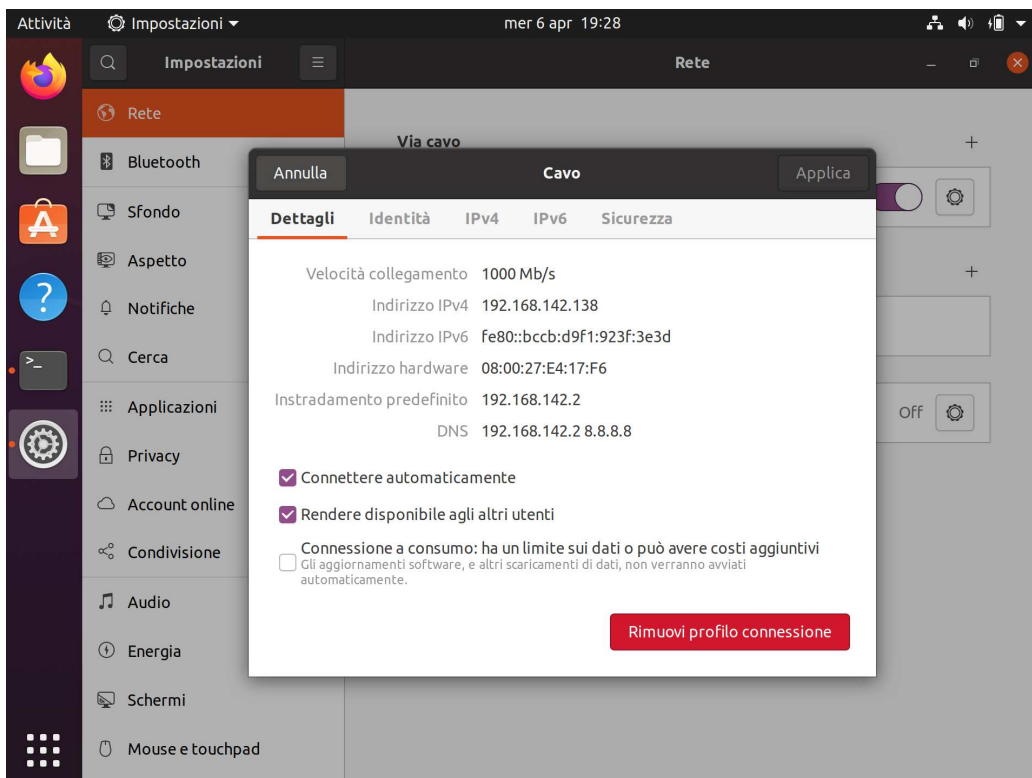 Attività Impostazioni mer 6 apr 19:28
Impostazioni Rete
Rete
Bluetooth
Sfondo
Aspetto
Notifiche
Cerca
Applicazioni
Privacy
Account online
Condivisione
Audio
Energia
Schermi
Mouse e touchpad
Via cavo
Off
Annulla Cavo Applica
Dettagli Identità IPv4 IPv6 Sicurezza
Velocità collegamento 1000 Mb/s
Indirizzo IPv4 192.168.142.138
Indirizzo IPv6 fe80::bccb:d9f1:923f:3e3d
Indirizzo hardware 08:00:27:E4:17:F6
Instradamento predefinito 192.168.142.2
DNS 192.168.142.2 8.8.8.8
Connettere automaticamente
Rendere disponibile agli altri utenti
Connessione a consumo: ha un limite sui dati o può avere costi aggiuntivi
Gli aggiornamenti software, e altri scaricamenti di dati, non verranno avviati
automaticamente.
Rimuovi profilo connessione